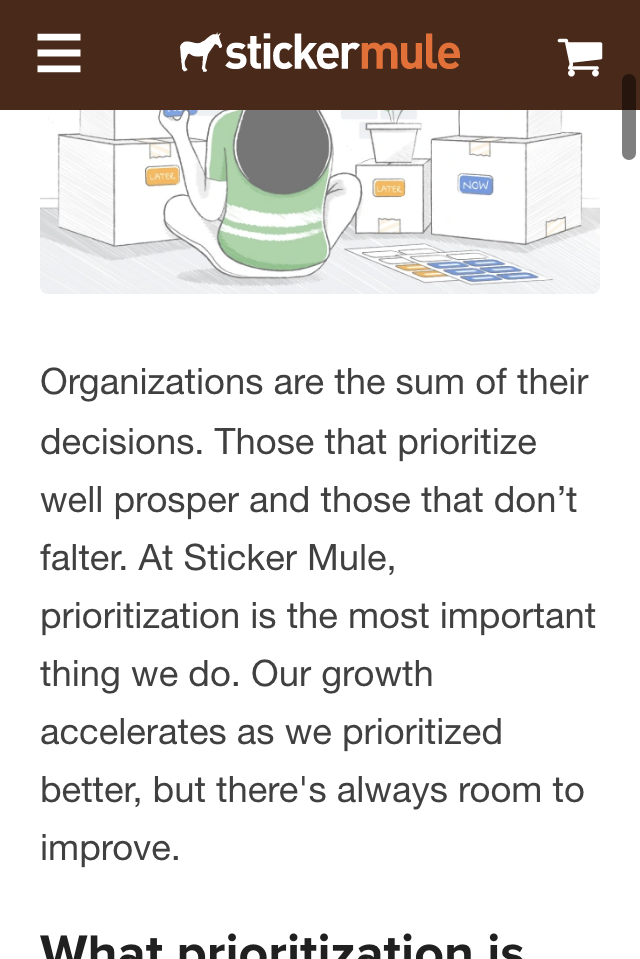 stickermule
LATER
LATER
NOW
Organizations are the sum of their
decisions. Those that prioritize
well prosper and those that don’t
falter. At Sticker Mule,
prioritization is the most important
thing we do. Our growth
accelerates as we prioritized
better, but there's always room to
improve.
What prioritization is